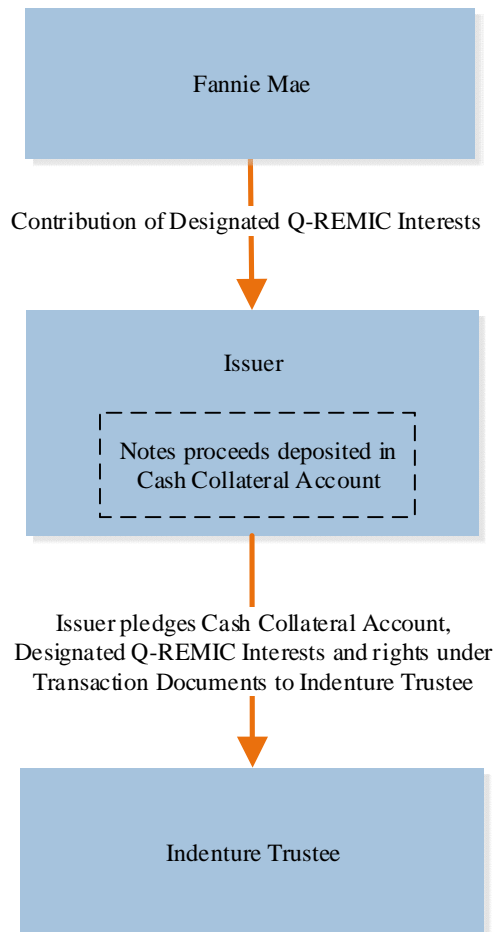 Fannie Mae
Contribution of Designated Q-REMIC Interests
Issuer
Notes proceeds deposited in
Cash Collateral Account
Issuer pledges Cash Collateral Account,
Designated Q-REMIC Interests and rights under
Transaction Documents to Indenture Trustee
Indenture Trustee